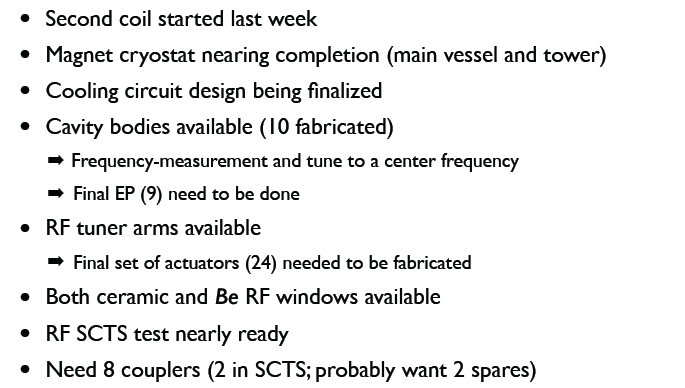 • Second coil started last week
• Magnet cryostat nearing completion (main vessel and tower)
• Cooling circuit design being finalized
• Cavity bodies available (10 fabricated)
➡ Frequency-measurement and tune to a center frequency
➡ Final EP (9) need to be done
• RF tuner arms available
➡ Final set of actuators (24) needed to be fabricated
• Both ceramic and Be RF windows available
• RF SCTS test nearly ready
• Need 8 couplers (2 in SCTS; probably want 2 spares)